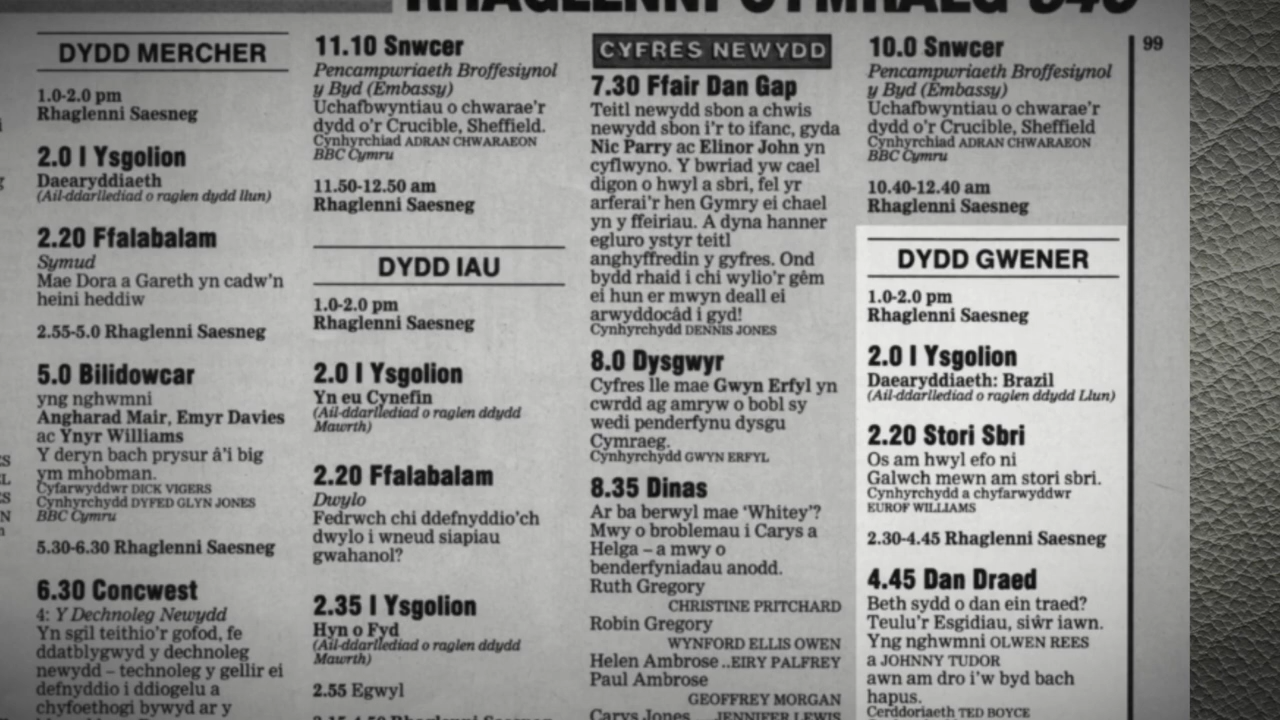 RHAGLENNI CYMRAEG S4C
99
DYDD MERCHER
1.0-2.0 pm
Rhaglenni Saesneg
2.0 I Ysgolion
Daearyddiaeth
(Ail-ddarllediad o raglen dydd llun)
2.20 Ffalabalam
Symud
Mae Dora a Gareth yn cadw'n
heini heddiw
2.55-5.0 Rhaglenni Saesneg
5.0 Bilidowcar
yng nghwmni
Angharad Mair, Emyr Davies
ac Ynyr Williams
Y deryn bach prysur â'i big
ym mhobman.
Cyfarwyddwr DICK VIGERS
Cynhyrchydd DYFED GLYN JONES
BBC Cymru
5.30-6.30 Rhaglenni Saesneg
6.30 Concwest
4: Y Dechnoleg Newydd
Yn sgil teithio'r gofod, fe
ddatblygwyd y dechnoleg
newydd – technoleg y gellir ei
defnyddio i ddiogelu a
chyfoethogi bywyd ar y
11.10 Snwcer
Pencampwriaeth Broffesiynol
y Byd (Embassy)
Uchafbwyntiau o chwarae'r
dydd o'r Crucible, Sheffield.
Cynhyrchiad ADRAN CHWARAEON
BBC Cymru
11.50-12.50 am
Rhaglenni Saesneg
DYDD IAU
1.0-2.0 pm
Rhaglenni Saesneg
2.0 I Ysgolion
Yn eu Cynefin
(Ail-ddarllediad o raglen ddydd
Mawrth)
2.20 Ffalabalam
Dwylo
Fedrwch chi ddefnyddio'ch
dwylo i wneud siapiau
gwahanol?
2.35 I Ysgolion
Hyn o Fyd
(Ail-ddarllediad o raglen ddydd
Mawrth)
2.55 Egwyl
CYFRES NEWYDD
7.30 Ffair Dan Gap
Teitl newydd sbon a chwis
newydd sbon i'r to ifanc, gyda
Nic Parry ac Elinor John yn
cyflwyno. Y bwriad yw cael
digon o hwyl a sbri, fel yr
arferai'r hen Gymry ei chael
yn y ffeiriau. A dyna hanner
egluro ystyr teitl
anghyffredin y gyfres. Ond
bydd rhaid i chi wylio'r gêm
ei hun er mwyn deall ei
arwyddocâd i gyd!
Cynhyrchydd DENNIS JONES
8.0 Dysgwyr
Cyfres lle mae Gwyn Erfyl yn
cwrdd ag amryw o bobl sy
wedi penderfynu dysgu
Cymraeg.
Cynhyrchydd GWYN ERFYL
8.35 Dinas
Ar ba berwyl mae 'Whitey'?
Mwy o broblemau i Carys a
Helga – a mwy o
benderfyniadau anodd.
Ruth Gregory
CHRISTINE PRITCHARD
Robin Gregory
WYNFORD ELLIS OWEN
Helen Ambrose ..EIRY PALFREY
Paul Ambrose
GEOFFREY MORGAN
Carys Jones ....JENNIFER LEWIS
10.0 Snwcer
Pencampwriaeth Broffesiynol
y Byd (Embassy)
Uchafbwyntiau o chwarae'r
dydd o'r Crucible, Sheffield
Cynhyrchiad ADRAN CHWARAEON
BBC Cymru
10.40-12.40 am
Rhaglenni Saesneg
DYDD GWENER
1.0-2.0 pm
Rhaglenni Saesneg
2.0 I Ysgolion
Daearyddiaeth: Brazil
(Ail-ddarllediad o raglen ddydd Llun)
2.20 Stori Sbri
Os am hwyl efo ni
Galwch mewn am stori sbri.
Cynhyrchydd a chyfarwyddwr
EUROF WILLIAMS
2.30-4.45 Rhaglenni Saesneg
4.45 Dan Draed
Beth sydd o dan ein traed?
Teulu'r Esgidiau, siŵr iawn.
Yng nghwmni OLWEN REES
a JOHNNY TUDOR
awn am dro i'w byd bach
hapus.
Cerddoriaeth TED BOYCE